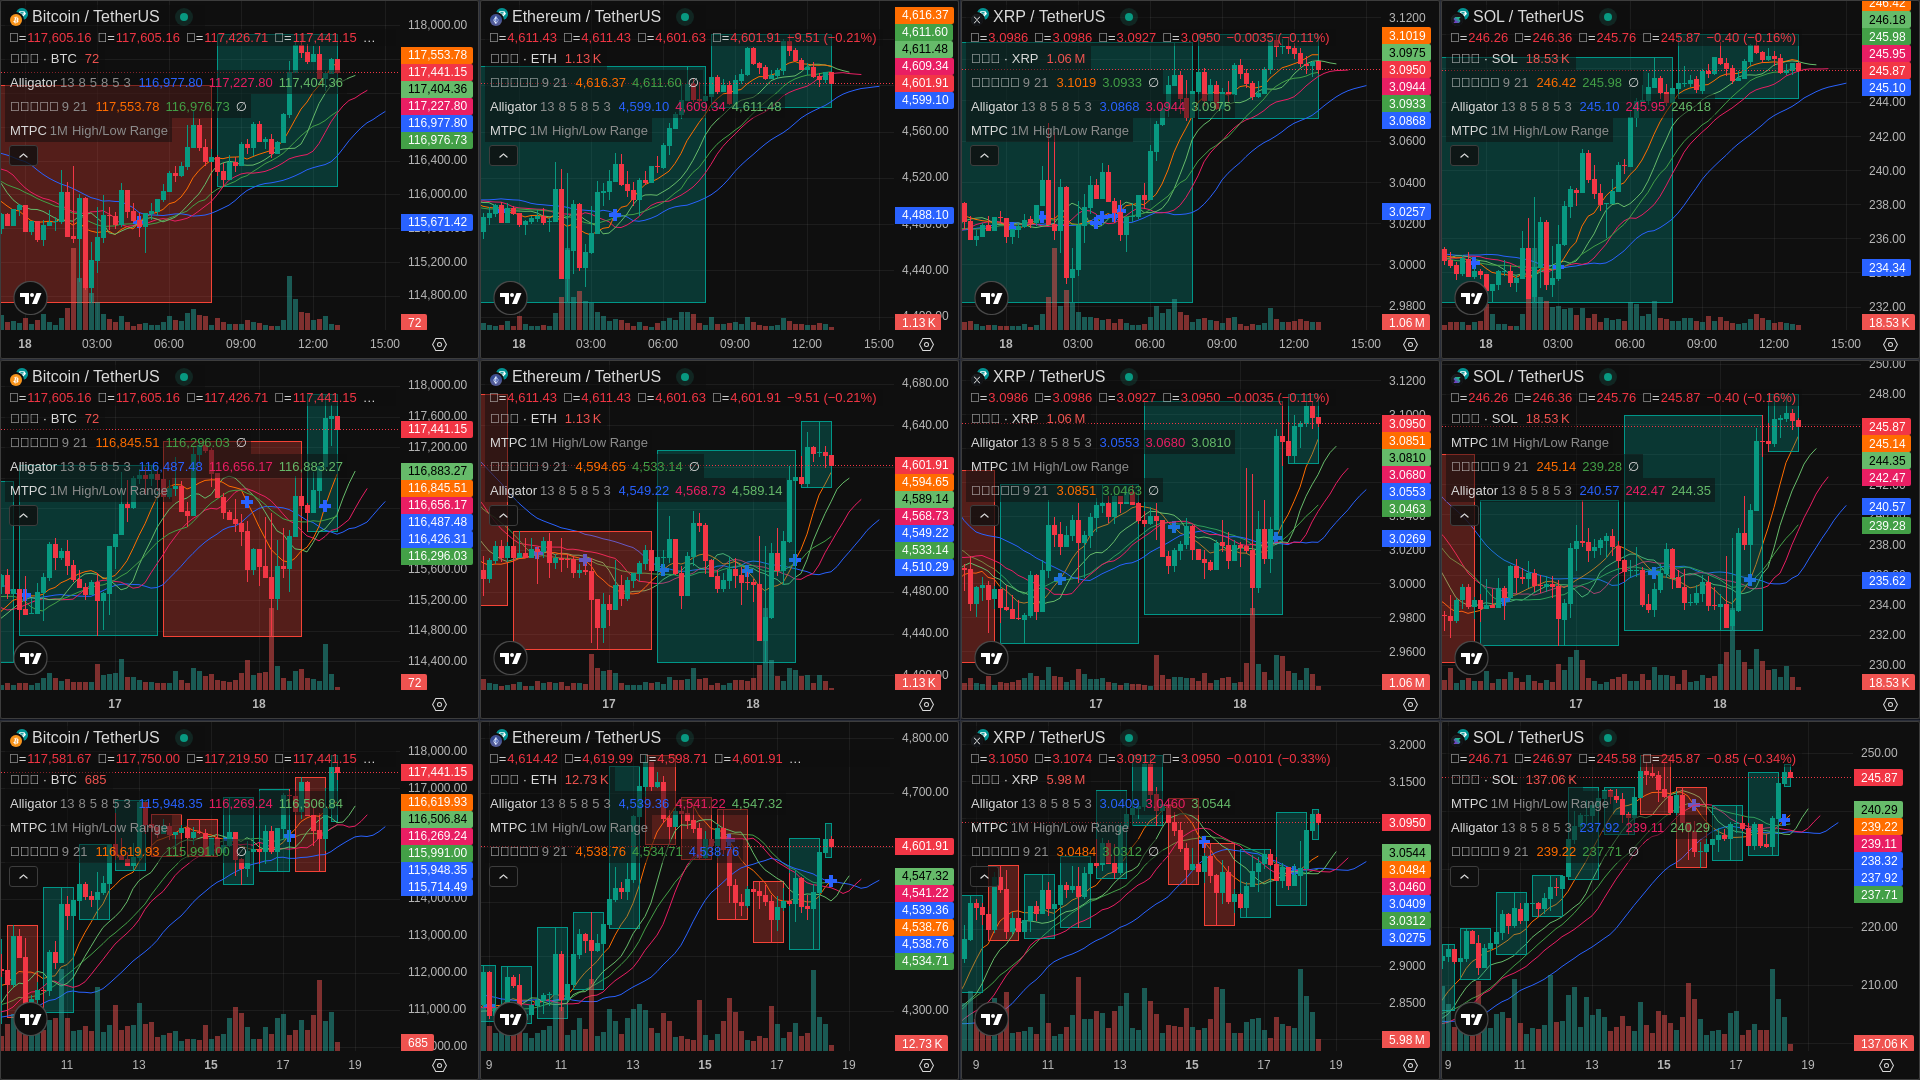 Bitcoin / TetherUS
=117,605.16 =117,605.16 =117,426.71 =117,441.15 ...
· BTC 72
Alligator 13 8 5 8 5 3 116,977.80 117,227.80 117,404.36
9 21 117,553.78 116,976.73 ∅
MTPC 1M High/Low Range
118,000.00
117,553.78
117,441.15
117,404.36
117,227.80
116,977.80
116,976.73
116,400.00
116,000.00
115,671.42
115,200.00
114,800.00
72
18 03:00 06:00 09:00 12:00 15:00
Ethereum / TetherUS
=4,611.43 =4,611.43 =4,601.63 =4,601.91 −9.51 (−0.21%)
· ETH 1.13 K
9 21 4,616.37 4,611.60 ∅
Alligator 13 8 5 8 5 3 4,599.10 4,609.34 4,611.48
MTPC 1M High/Low Range
4,616.37
4,611.60
4,611.48
4,609.34
4,601.91
4,599.10
4,560.00
4,520.00
4,488.10
4,480.00
4,440.00
1.13 K
18 03:00 06:00 09:00 12:00 15:00
XRP / TetherUS
=3.0986 =3.0986 =3.0927 =3.0950 −0.0035 (−0.11%)
· XRP 1.06 M
9 21 3.1019 3.0933 ∅
Alligator 13 8 5 8 5 3 3.0868 3.0944 3.0975
MTPC 1M High/Low Range
3.1200
3.1019
3.0975
3.0950
3.0944
3.0933
3.0868
3.0600
3.0400
3.0257
3.0200
3.0000
2.9800
1.06 M
18 03:00 06:00 09:00 12:00 15:00
SOL / TetherUS
=246.26 =246.36 =245.76 =245.87 −0.40 (−0.16%)
· SOL 18.53 K
9 21 246.42 245.98 ∅
Alligator 13 8 5 8 5 3 245.10 245.95 246.18
MTPC 1M High/Low Range
246.42
246.18
245.98
245.95
245.87
245.10
244.00
242.00
240.00
238.00
236.00
234.34
232.00
18.53 K
18 03:00 06:00 09:00 12:00 15:00
Bitcoin / TetherUS
=117,605.16 =117,605.16 =117,426.71 =117,441.15 ...
· BTC 72
9 21 116,845.51 116,296.03 ∅
Alligator 13 8 5 8 5 3 116,487.48 116,656.17 116,883.27
MTPC 1M High/Low Range
118,000.00
117,600.00
117,441.15
117,200.00
116,883.27
116,845.51
116,656.17
116,487.48
116,426.31
116,296.03
115,600.00
115,200.00
114,800.00
114,400.00
72
17 18
Ethereum / TetherUS
=4,611.43 =4,611.43 =4,601.63 =4,601.91 −9.51 (−0.21%)
· ETH 1.13 K
MTPC 1M High/Low Range
9 21 4,594.65 4,533.14 ∅
Alligator 13 8 5 8 5 3 4,549.22 4,568.73 4,589.14
4,680.00
4,640.00
4,601.91
4,594.65
4,589.14
4,568.73
4,549.22
4,533.14
4,510.29
4,480.00
4,440.00
1.13 K
17 18
XRP / TetherUS
=3.0986 =3.0986 =3.0927 =3.0950 −0.0035 (−0.11%)
· XRP 1.06 M
Alligator 13 8 5 8 5 3 3.0553 3.0680 3.0810
MTPC 1M High/Low Range
9 21 3.0851 3.0463 ∅
3.1200
3.1000
3.0950
3.0851
3.0810
3.0680
3.0553
3.0463
3.0269
3.0200
3.0000
2.9800
2.9600
1.06 M
17 18
SOL / TetherUS
=246.26 =246.36 =245.76 =245.87 −0.40 (−0.16%)
· SOL 18.53 K
MTPC 1M High/Low Range
9 21 245.14 239.28 ∅
Alligator 13 8 5 8 5 3 240.57 242.47 244.35
250.00
248.00
245.87
245.14
244.35
242.47
240.57
239.28
238.00
235.62
234.00
232.00
230.00
18.53 K
17 18
Bitcoin / TetherUS
=117,581.67 =117,750.00 =117,219.50 =117,441.15 ...
· BTC 685
Alligator 13 8 5 8 5 3 115,948.35 116,269.24 116,506.84
MTPC 1M High/Low Range
9 21 116,619.93 115,991.00 ∅
118,000.00
117,441.15
117,000.00
116,619.93
116,506.84
116,269.24
115,991.00
115,948.35
115,714.49
114,000.00
113,000.00
112,000.00
111,000.00
685
11 13 15 17 19
Ethereum / TetherUS
=4,614.42 =4,619.99 =4,598.71 =4,601.91 ...
· ETH 12.73 K
Alligator 13 8 5 8 5 3 4,539.36 4,541.22 4,547.32
MTPC 1M High/Low Range
9 21 4,538.76 4,534.71 4,538.76
4,800.00
4,700.00
4,601.91
4,547.32
4,541.22
4,539.36
4,538.76
4,538.76
4,534.71
4,300.00
12.73 K
9 11 13 15 17 19
XRP / TetherUS
=3.1050 =3.1074 =3.0912 =3.0950 −0.0101 (−0.33%)
· XRP 5.98 M
Alligator 13 8 5 8 5 3 3.0409 3.0460 3.0544
MTPC 1M High/Low Range
9 21 3.0484 3.0312 ∅
3.2000
3.1500
3.0950
3.0544
3.0484
3.0460
3.0409
3.0312
3.0275
2.9000
2.8500
5.98 M
9 11 13 15 17 19
SOL / TetherUS
=246.71 =246.97 =245.58 =245.87 −0.85 (−0.34%)
· SOL 137.06 K
MTPC 1M High/Low Range
Alligator 13 8 5 8 5 3 237.92 239.11 240.29
9 21 239.22 237.71 ∅
250.00
245.87
240.29
239.22
239.11
238.32
237.92
237.71
220.00
210.00
137.06 K
9 11 13 15 17 19